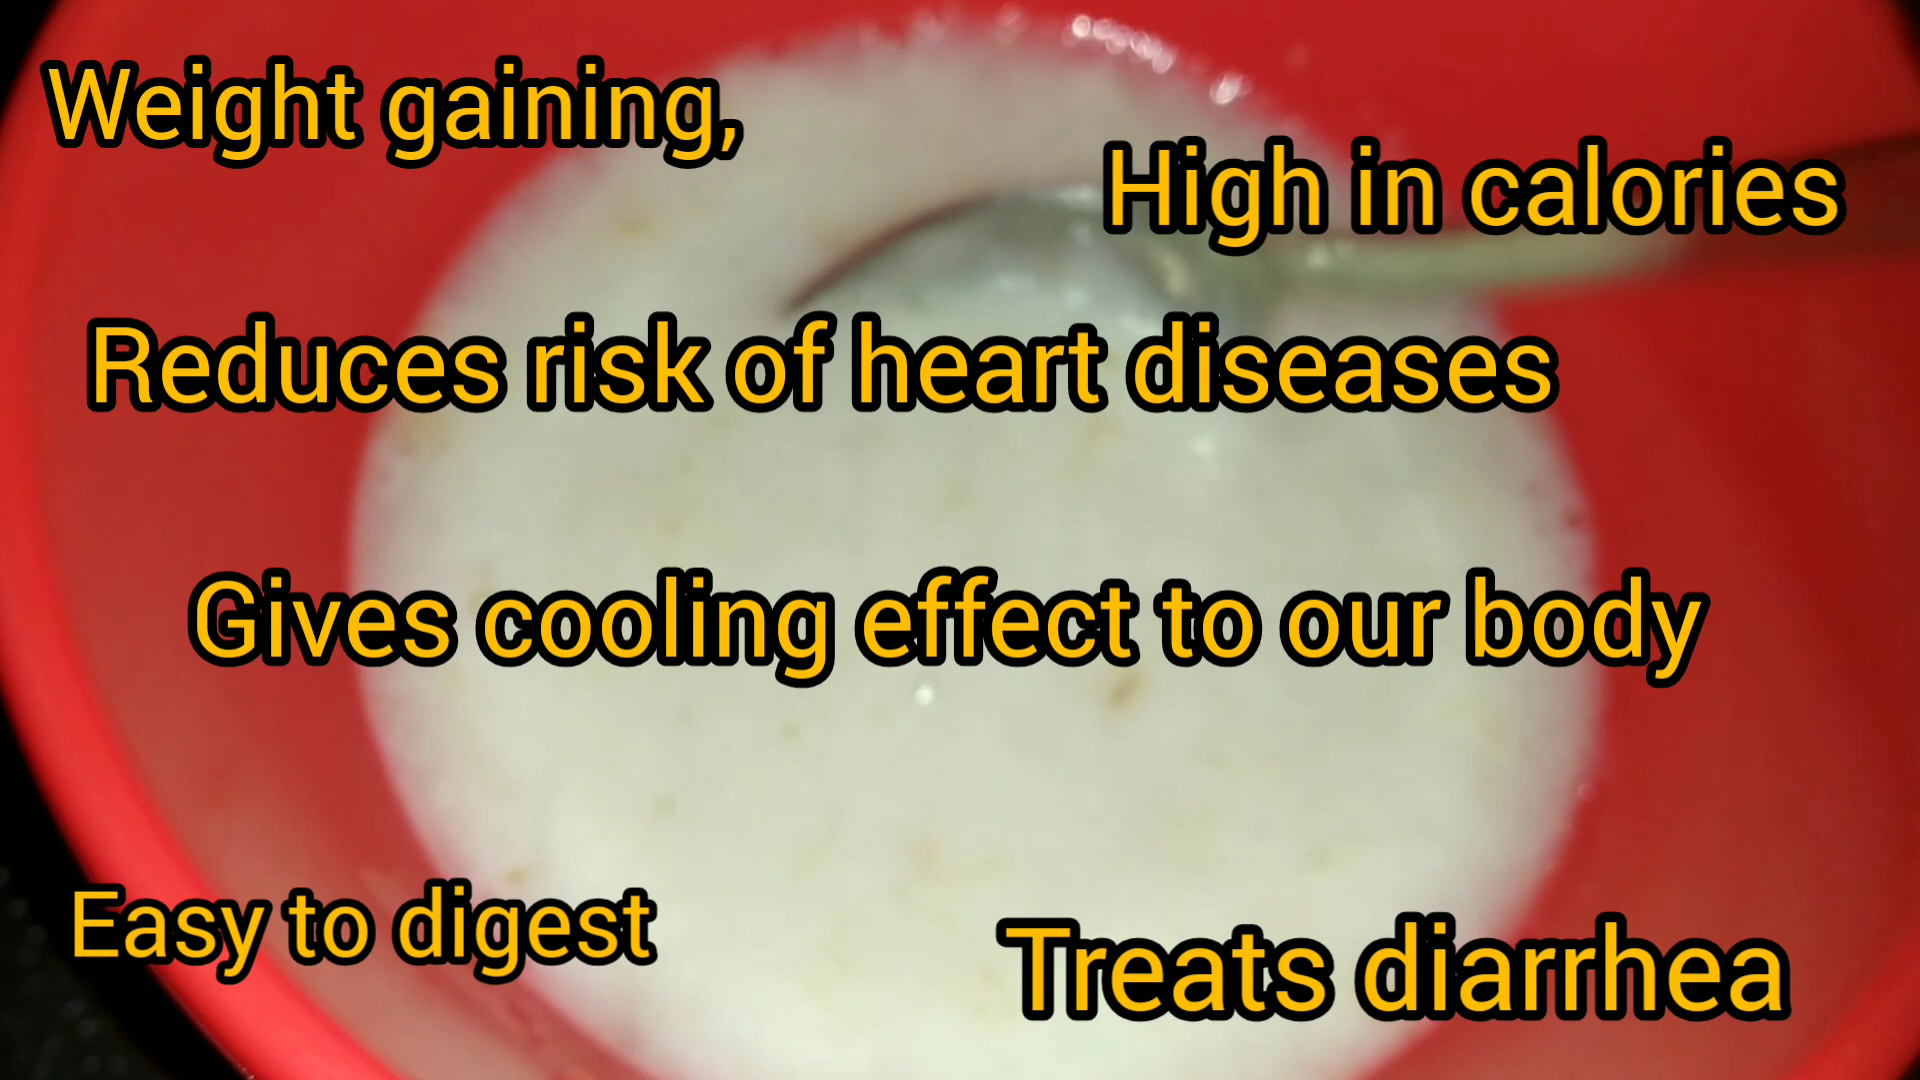 Weight gaining,
High in calories
Reduces risk of heart diseases
Gives cooling effect to our body
Easy to digest
Treats diarrhea